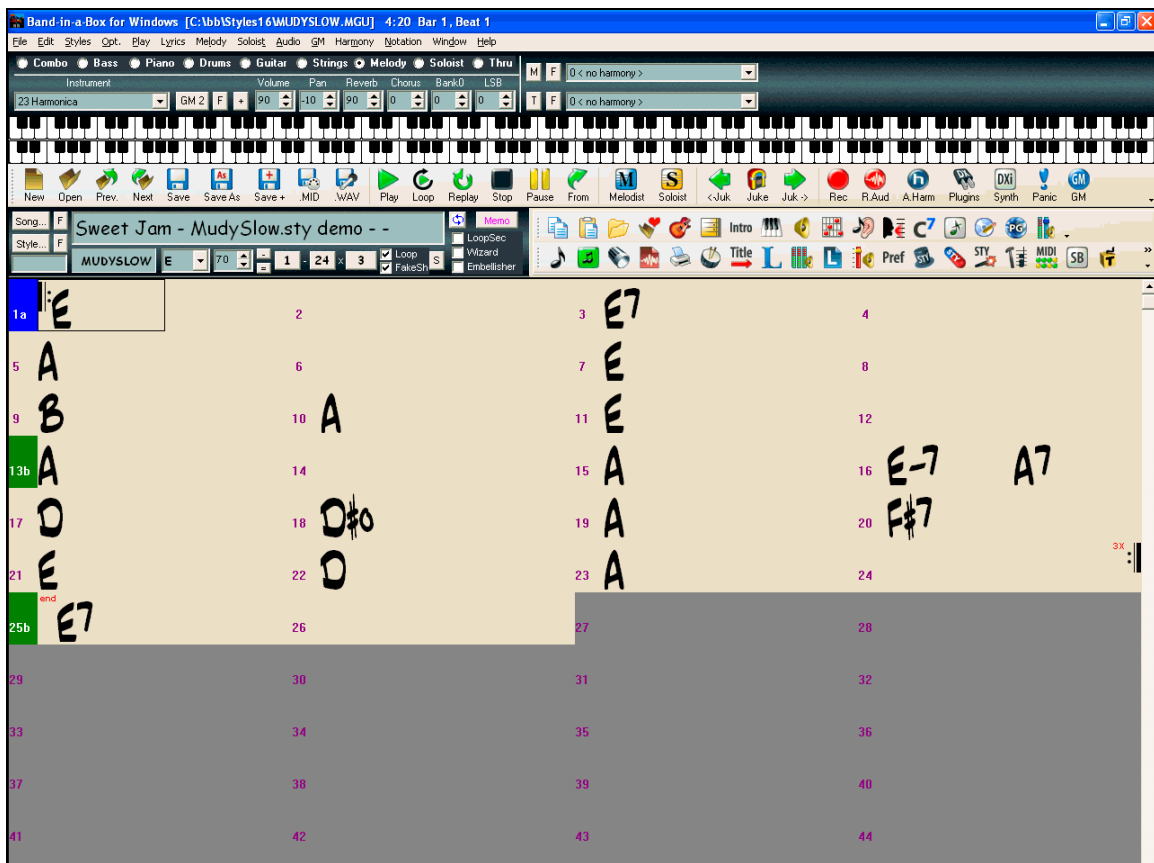 Band-in-a-Box for Windows [C:\bb\Styles16\MUDYSLOW.MGU] 4:20 Bar 1, Beat 1
File Edit Styles Opt. Play Lyrics Melody Soloist Audio GM Harmony Notation Window Help
Combo Bass Piano Drums Guitar Strings Melody Soloist Thru
M F 0 < no harmony >
Instrument Volume Pan Reverb Chorus Bank0 LSB
23 Harmonica GM 2 F + 90 -10 90 0 0 0
T F 0 < no harmony >
New Open Prev. Next Save Save As Save + .MID .WAV Play Loop Replay Stop Pause From Melodist Soloist <Juk Juke Juk -> Rec R.Aud A.Harm Plugins Synth Panic GM
Song... F Sweet Jam - MudySlow.sty demo - - Memo
Intro C7 PG
LoopSec
Style... F
MUDYSLOW E 70 1 - 24 x 3 Loop S Wizard
FakeSh Embellisher
Title L Pref STY MIDI SB T
1a E 2 3 E7 4
5 A 6 7 E 8
9 B 10 A 11 E 12
13b A 14 15 A 16 E-7 A7
17 D 18 D#o 19 A 20 F#7
21 E 22 D 23 A 24 3X
end
25b E7 26 27 28
29 30 31 32
33 34 35 36
37 38 39 40
41 42 43 44